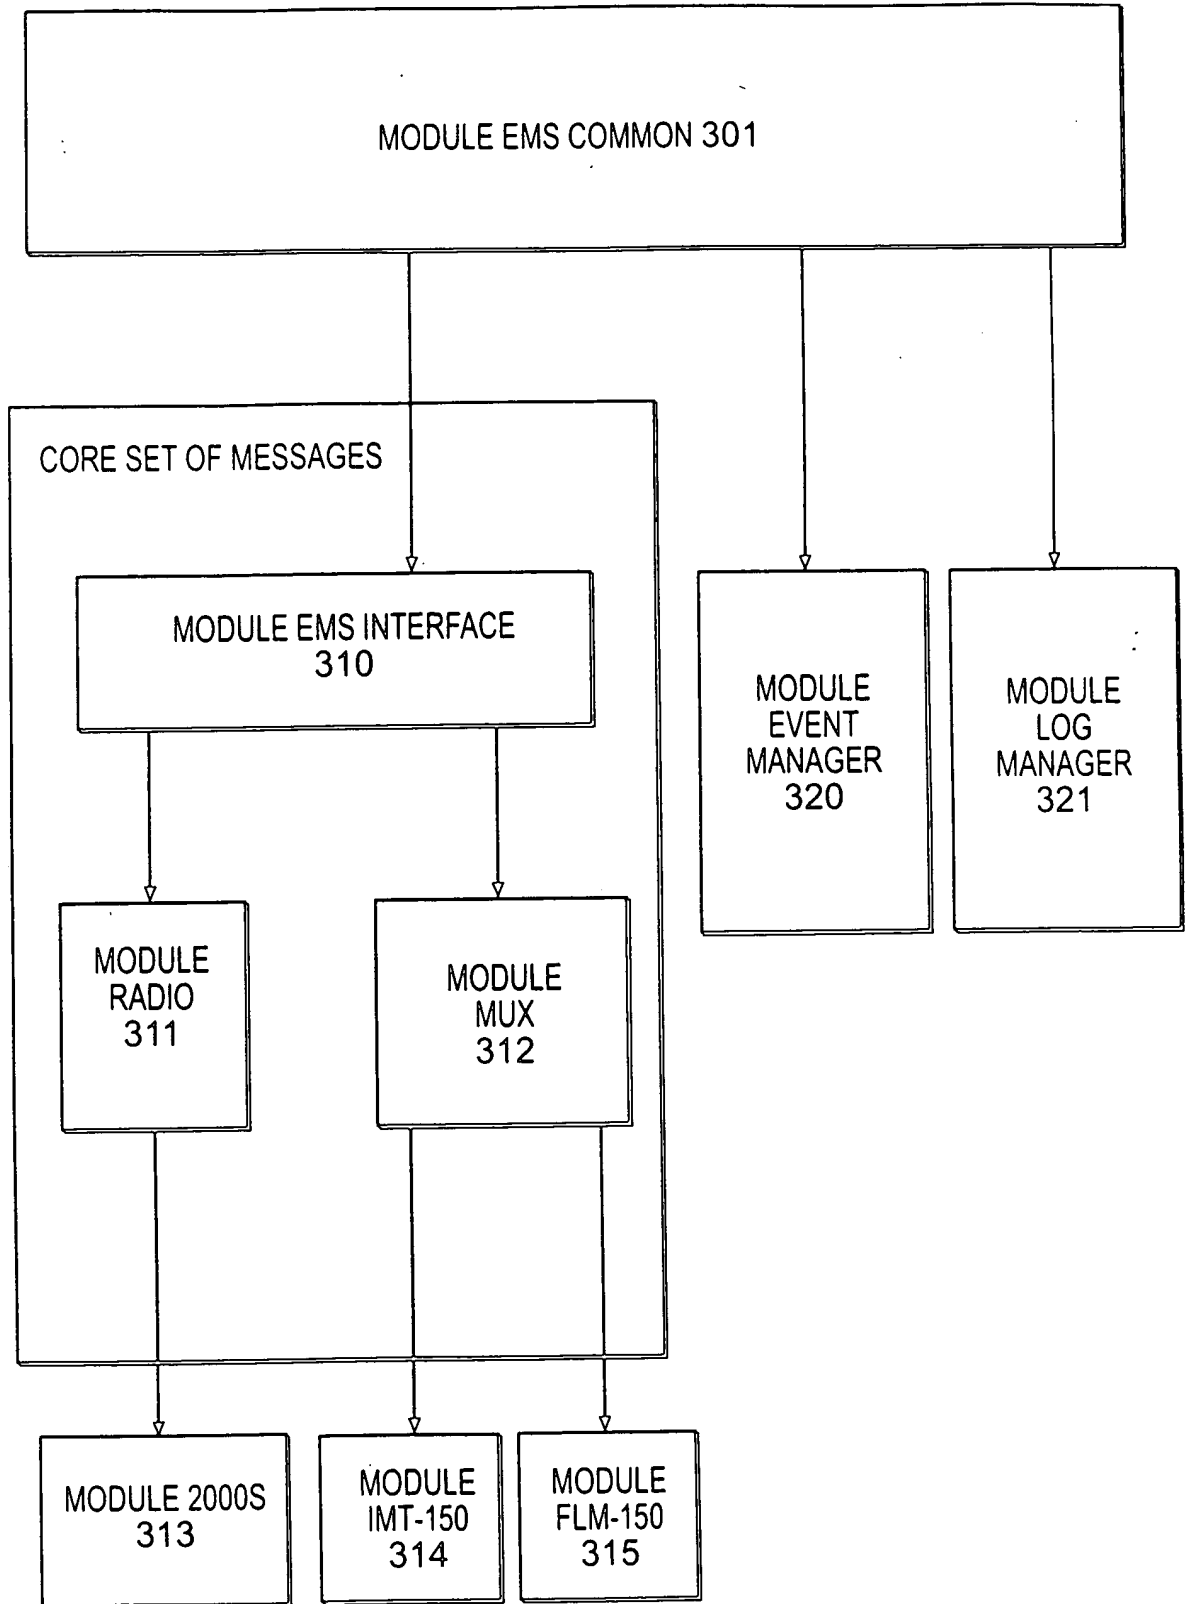 MODULE EMS COMMON 301
CORE SET OF MESSAGES
MODULE EMS INTERFACE
310
MODULE
EVENT
MANAGER
320
MODULE
LOG
MANAGER
321
MODULE
RADIO
311
MODULE
MUX
312
MODULE 2000S
313
MODULE
IMT-150
314
MODULE
FLM-150
315